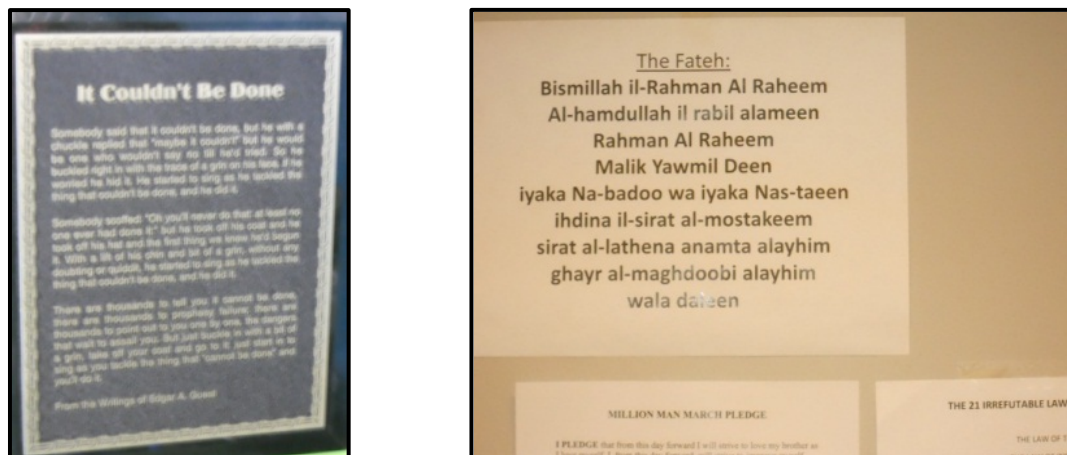 It Couldn't Be Done
Somebody said that it couldn't be done, but he with a
chuckle replied that "maybe it couldn't" but he would
be one who wouldn't say no till he'd tried. So he
buckled right in with the trace of a grin on his face. If he
worried he hid it. He started to sing as he tackled the
thing that couldn't be done, and he did it.
Somebody scoffed: "Oh you'll never do that; at least no
one ever had done it;" but he took off his coat and he
took off his hat and the first thing we knew he'd begun
it. With a lift of his chin and bit of a grin, without any
doubting or quiddit, he started to sing as he tackled the
thing that couldn't be done, and he did it.
There are thousands to tell you it cannot be done,
there are thousands to prophesy failure; there are
thousands to point out to you one by one, the dangers
that wait to assail you. But just buckle in with a bit of
a grin, take off your coat and go to it; just start in to
sing as you tackle the thing that "cannot be done" and
you'll do it.
From the Writings of Edgar A. Guest
The Fateh:
Bismillah il-Rahman Al Raheem
Al-hamdullah il rabil alameen
Rahman Al Raheem
Malik Yawmil Deen
iyaka Na-badoo wa iyaka Nas-taeen
ihdina il-sirat al-mostakeem
sirat al-lathena anamta alayhim
ghayr al-maghdoobi alayhim
wala daleen
MILLION MAN MARCH PLEDGE
I PLEDGE that from this day forward I will strive to love my brother as
THE 21 IRREFUTABLE LAW
THE LAW OF T